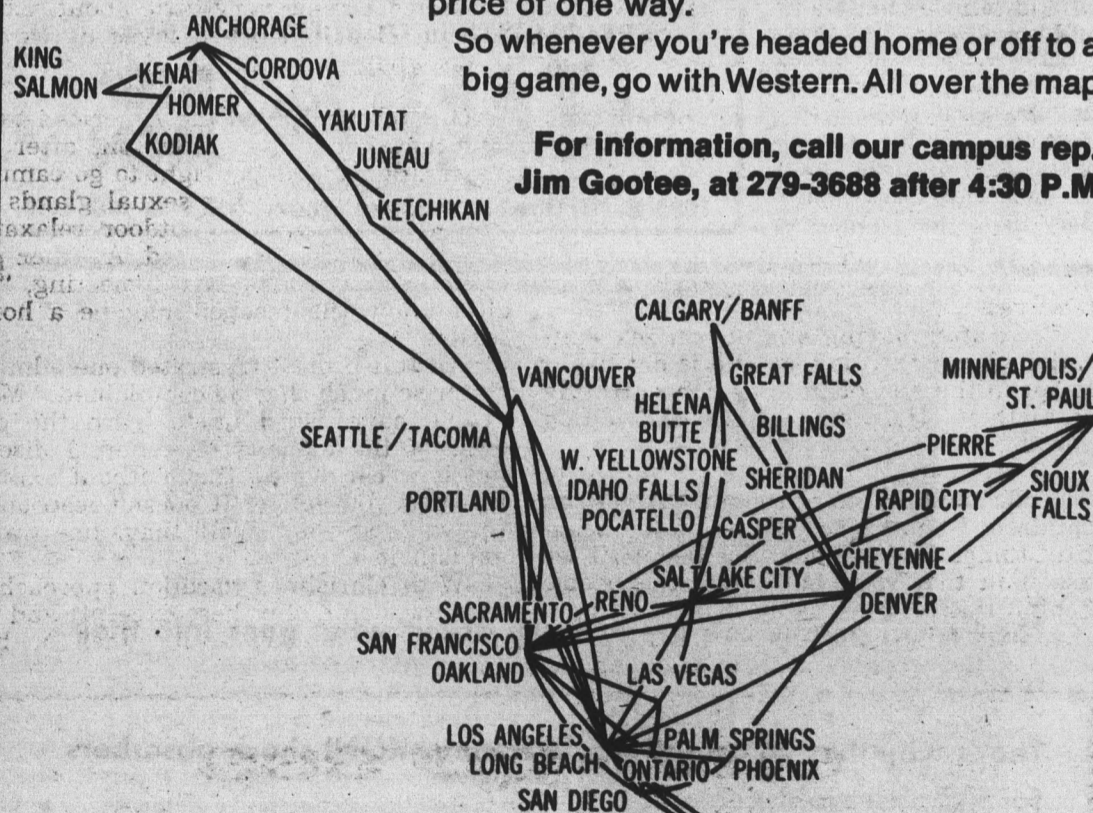 price of one way.
So whenever you're headed home or off to a
big game, go with Western. All over the map
For information, call our campus rep.
Jim Gootee, at 279-3688 after 4:30 P.M
ANCHORAGE
KING
SALMON
KENAI
CORDOVA
HOMER
KODIAK
YAKUTAT
JUNEAU
KETCHIKAN
CALGARY/BANFF
VANCOUVER
GREAT FALLS
MINNEAPOLIS/
ST. PAUL
HELENA
BUTTE
BILLINGS
SEATTLE/TACOMA
PIERRE
W. YELLOWSTONE
SHERIDAN
IDAHO FALLS
SIOUX
FALLS
PORTLAND
RAPID CITY
POCATELLO
CASPER
CHEYENNE
SALT LAKE CITY
SACRAMENTO
RENO
DENVER
SAN FRANCISCO
OAKLAND
LAS VEGAS
LOS ANGELES
PALM SPRINGS
LONG BEACH
ONTARIO
PHOENIX
SAN DIEGO